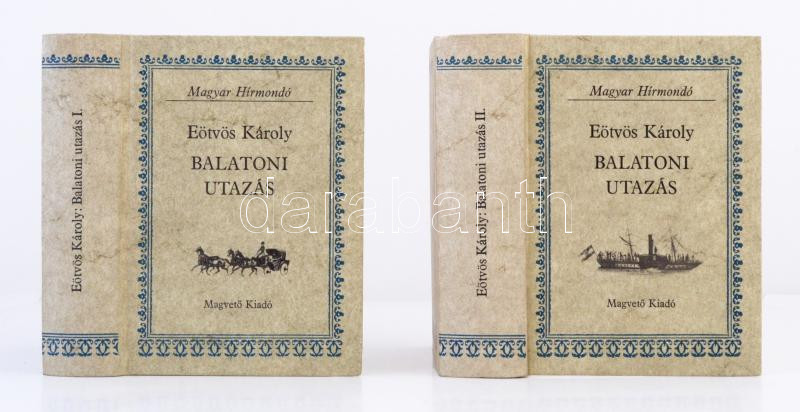 Eötvös Károly: Balatoni utazás I.
Magyar Hírmondó
Eötvös Károly
BALATONI
UTAZÁS
Magvető Kiadó
Eötvös Károly: Balatoni utazás II.
Magyar Hírmondó
Eötvös Károly
BALATONI
UTAZÁS
Magvető Kiadó
darabanth